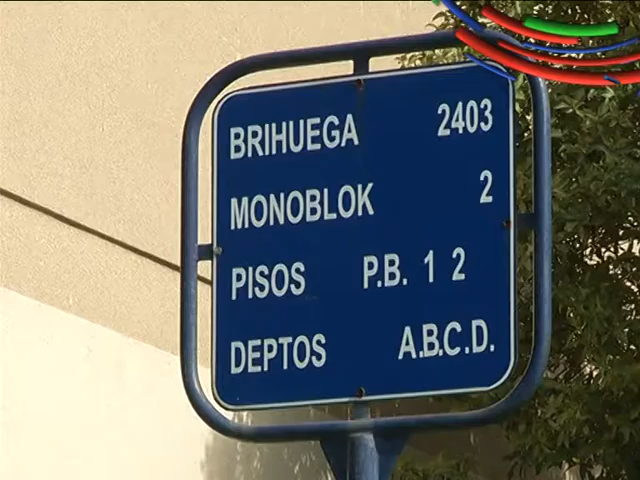 BRIHUEGA 2403
MONOBLOK 2
PISOS P.B. 1 2
DEPTOS A.B.C.D.